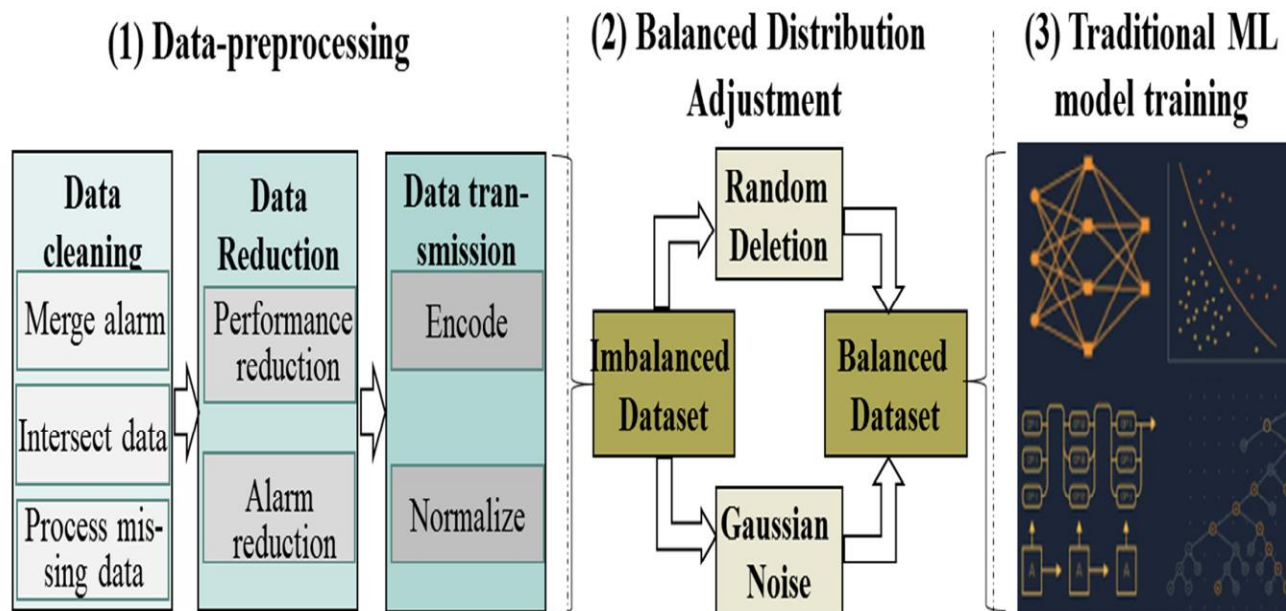 (1) Data-preprocessing
(2) Balanced Distribution
Adjustment
(3) Traditional ML
model training
Data
cleaning
Merge alarm
Intersect data
Process mis-
sing data
Data
Reduction
Performance
reduction
Alarm
reduction
Data tran-
smission
Encode
Normalize
Imbalanced
Dataset
Random
Deletion
Gaussian
Noise
Balanced
Dataset
A
A
A